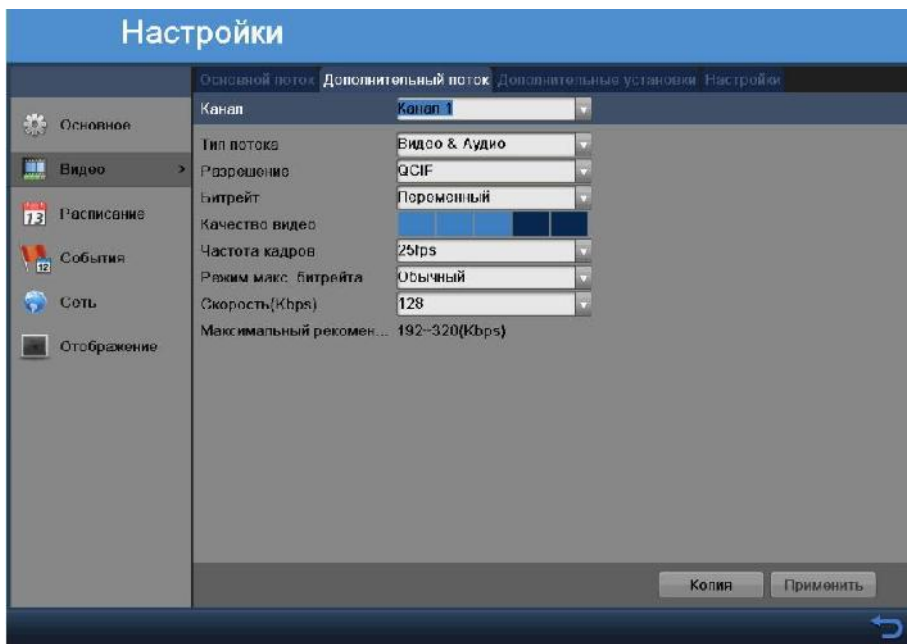 Настройки
Основной поток Дополнительный поток Дополнительные установки Настройки
Канал Канал 1
Основное
Видео >
Расписание
События
Сеть
Отображение
13
12
Тип потока Видео & Аудио
Разрешение QCIF
Битрейт Переменный
Качество видео
Частота кадров 25fps
Режим макс. битрейта Обычный
Скорость(Kbps) 128
Максимальный рекомен... 192~320(Kbps)
Копия Применить